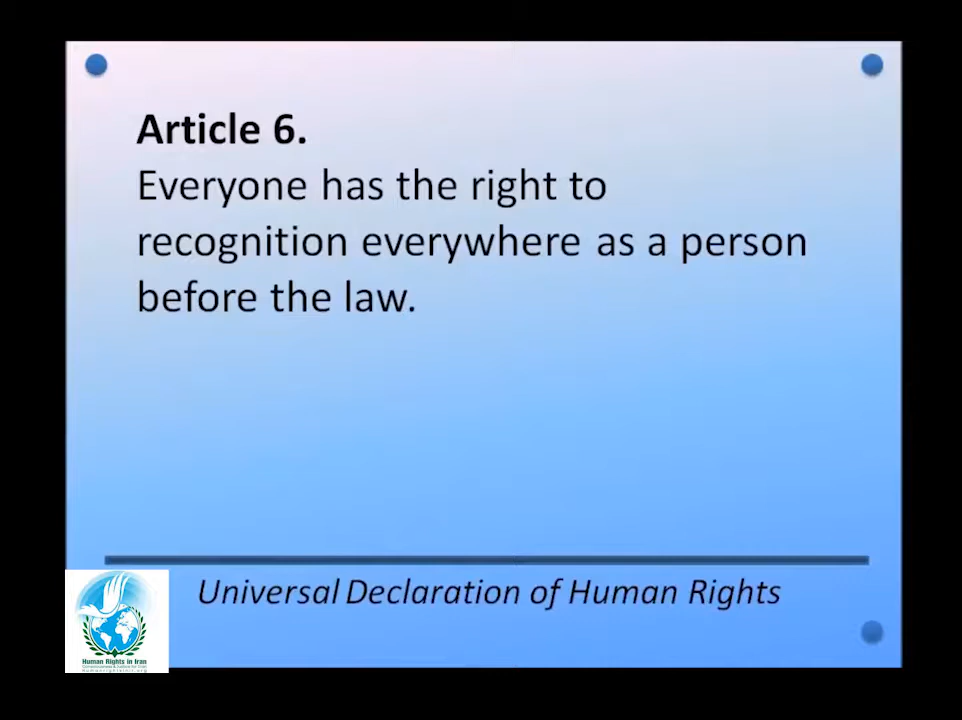 Article 6.
Everyone has the right to
recognition everywhere as a person
before the law.
Universal Declaration of Human Rights
Human Rights in Iran